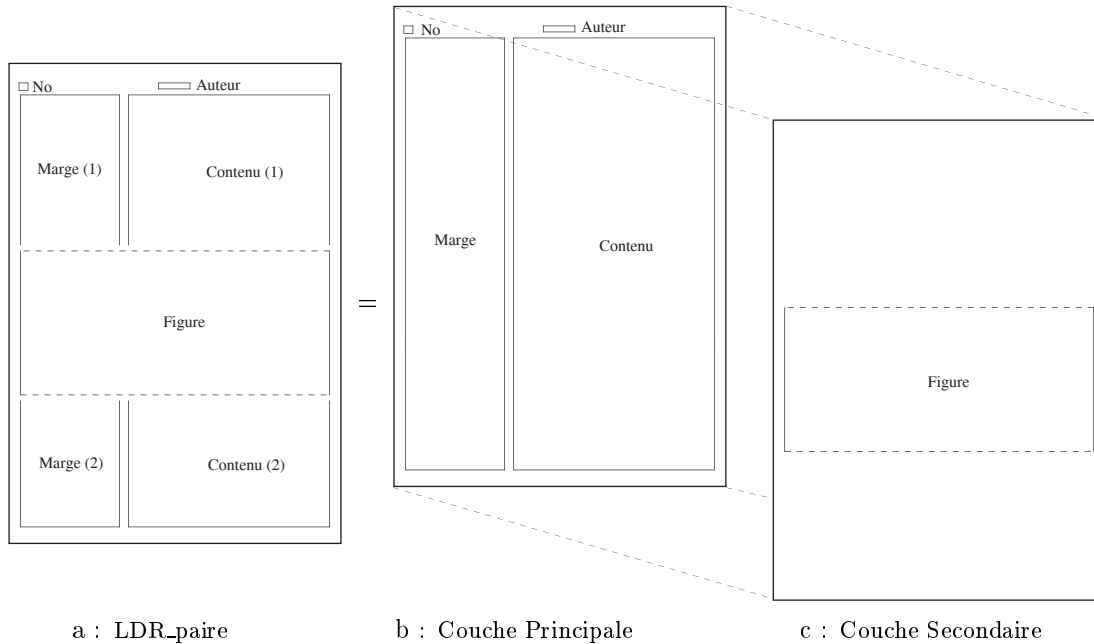 No Auteur
Marge (1) Contenu (1)
Figure
Marge (2) Contenu (2)
=
No Auteur
Marge Contenu
Figure
a : LDR_paire
b : Couche Principale
c : Couche Secondaire